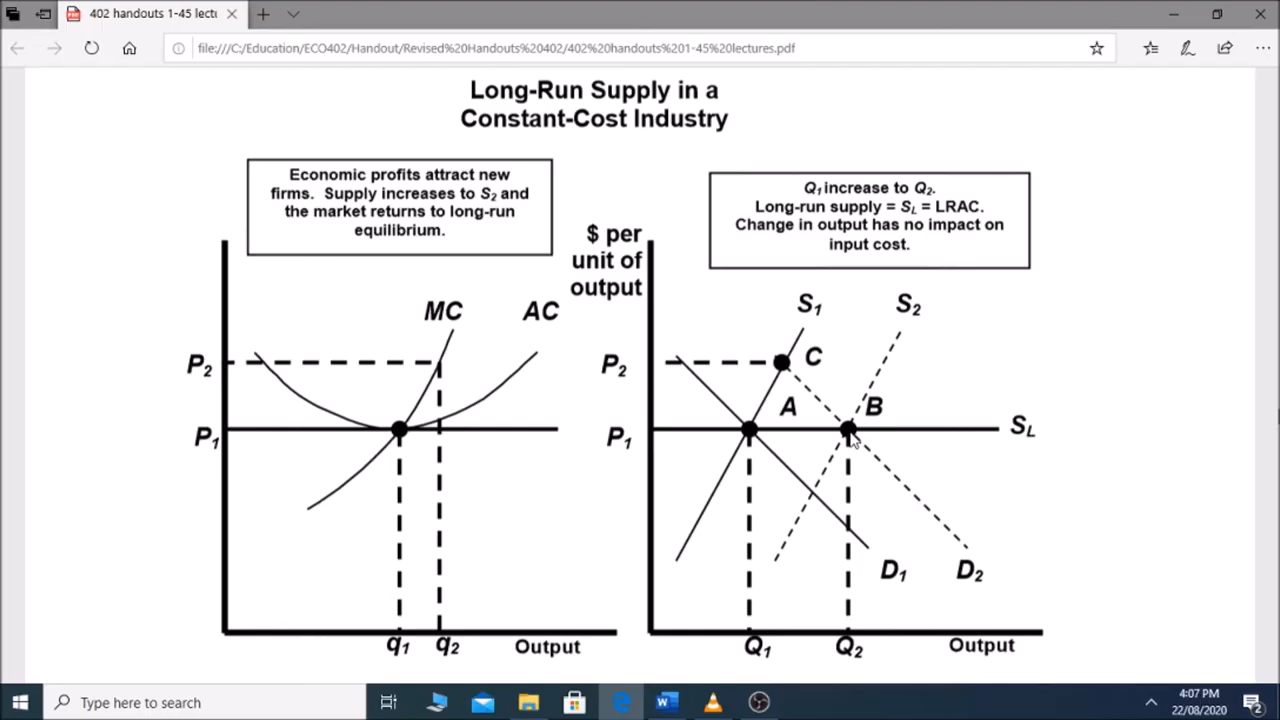 402 handouts 1-45 lectu
file:///C:/Education/ECO402/Handout/Revised%20Handouts%20402/402%20handouts%201-45%20lectures.pdf
Long-Run Supply in a
Constant-Cost Industry
Economic profits attract new
firms. Supply increases to S2 and
the market returns to long-run
equilibrium.
Q1 increase to Q2.
Long-run supply = SL = LRAC.
Change in output has no impact on
input cost.
$ per
unit of
output
MC
AC
P2
P1
q1
q2
Output
S1
S2
P2
C
A
B
P1
SL
D1
D2
Q1
Q2
Output
Type here to search
4:07 PM
22/08/2020
2